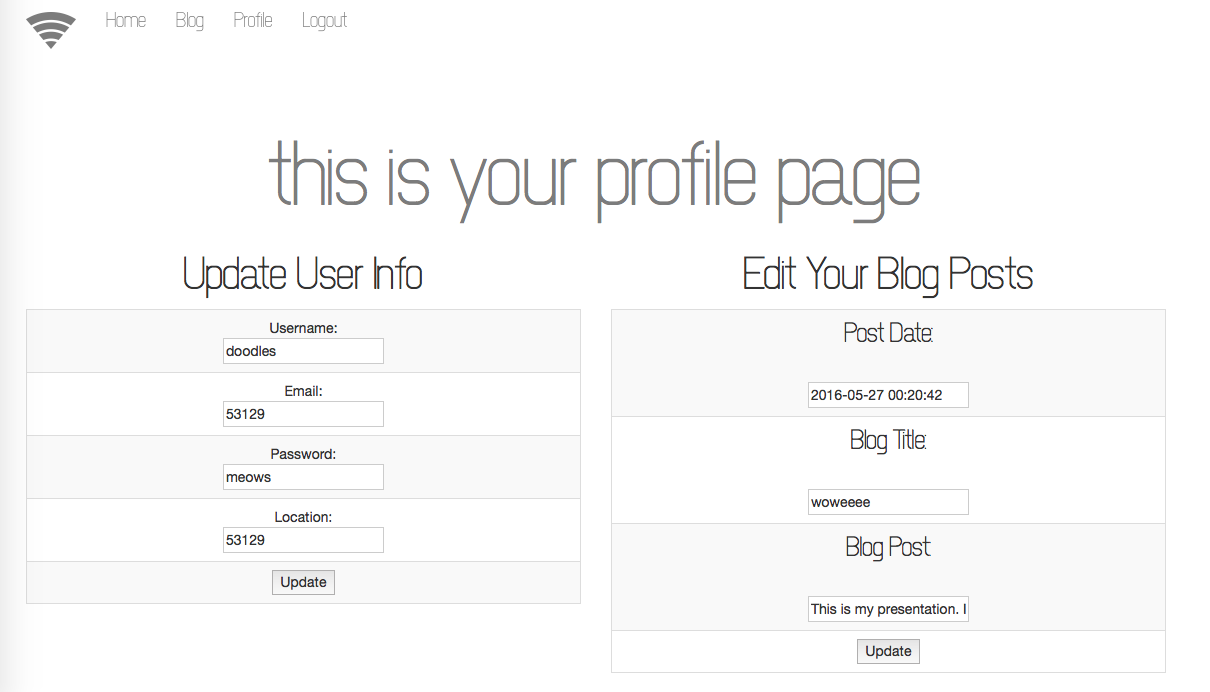 Home Blog Profile Logout
this is your profile page
Update User Info
Username:
doodles
Email:
53129
Password:
meows
Location:
53129
Update
Edit Your Blog Posts
Post Date:
2016-05-27 00:20:42
Blog Title:
woweeee
Blog Post
This is my presentation. I
Update